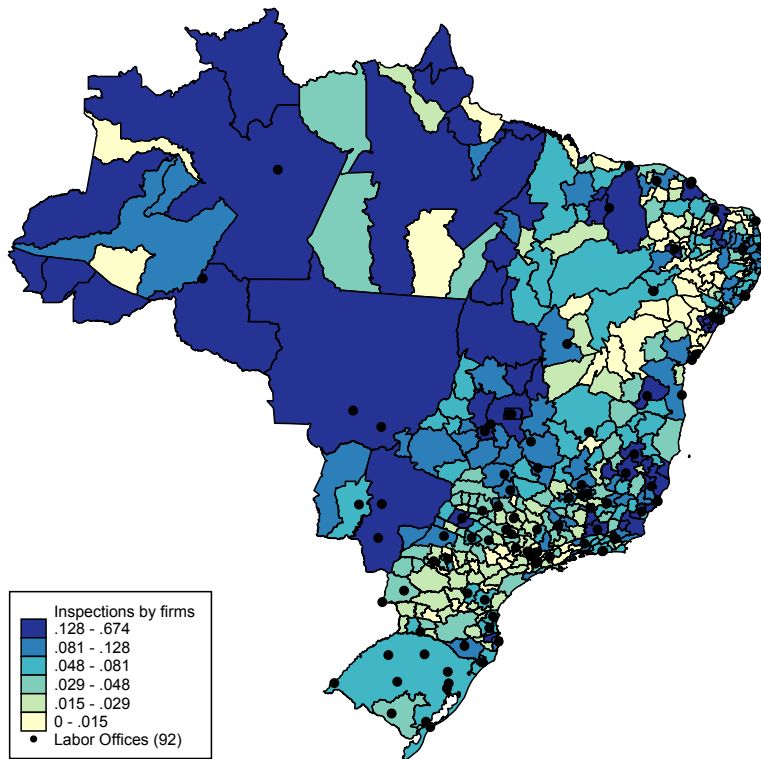 Inspections by firms
.128 - .674
.081 - .128
.048 - .081
.029 - .048
.015 - .029
0 - .015
Labor Offices (92)